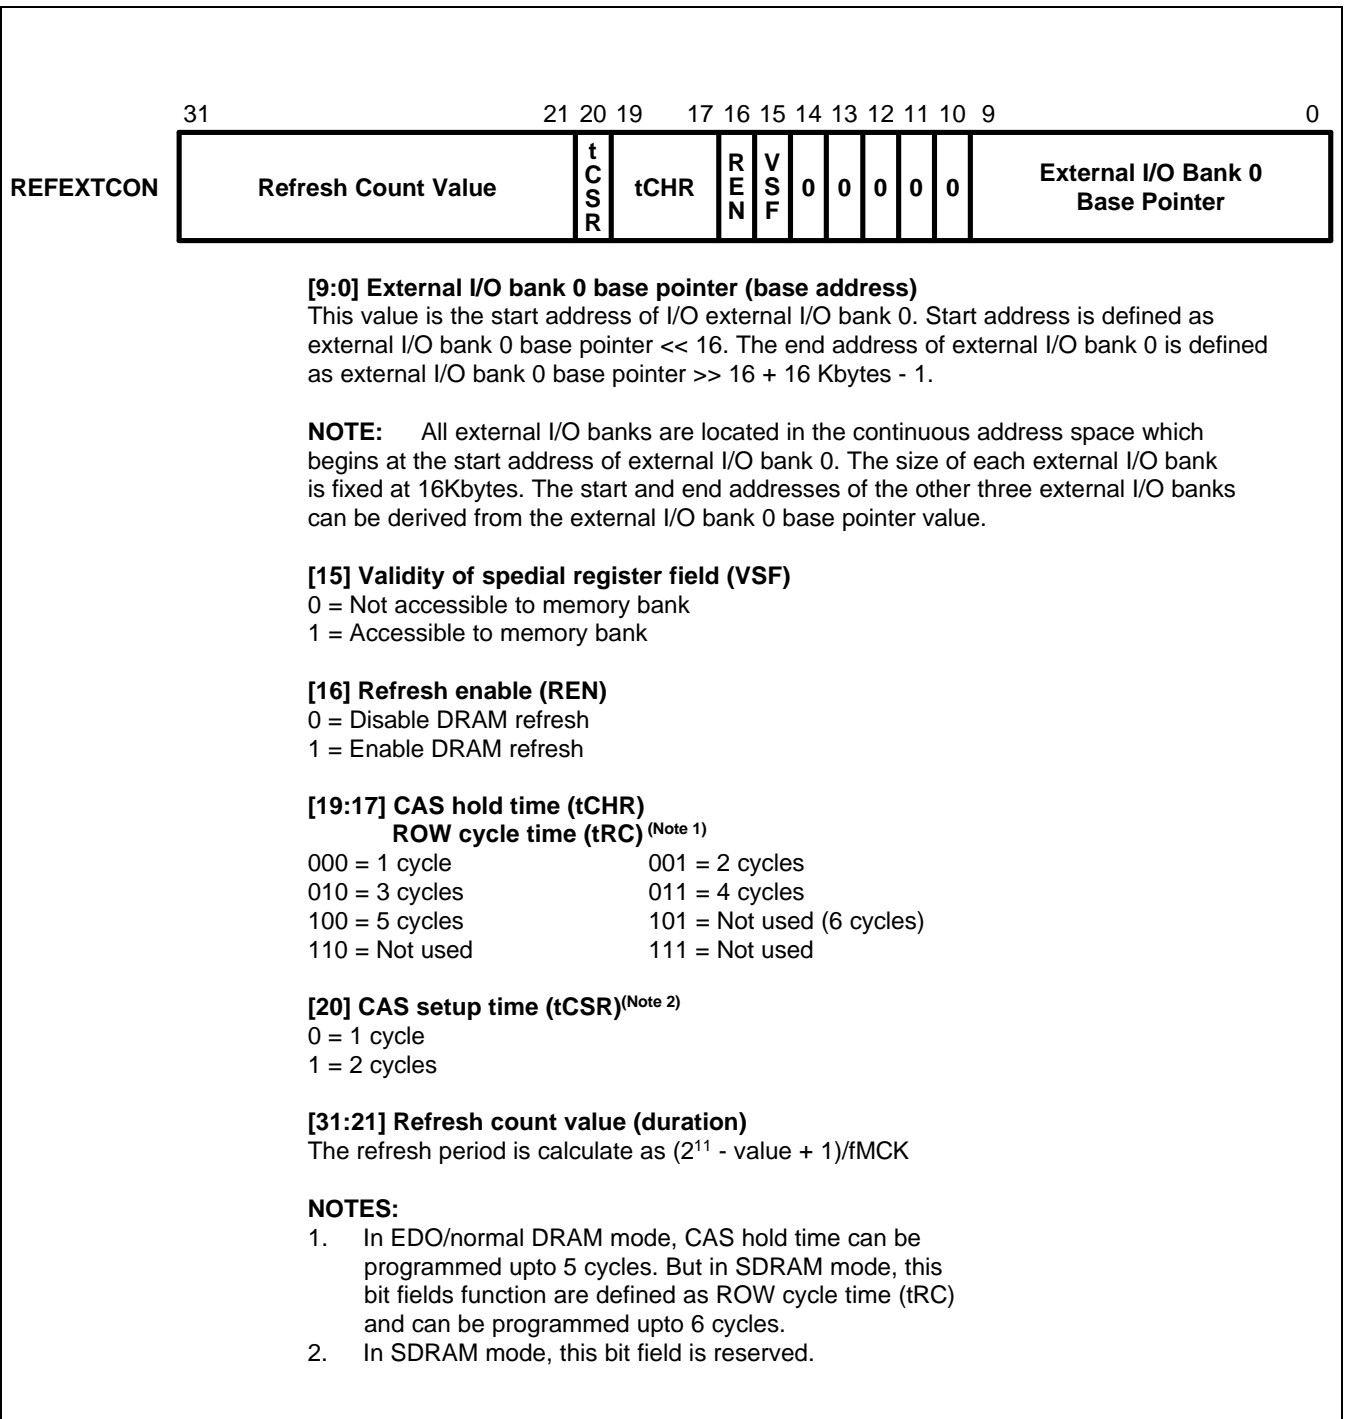 31 21 20 19 17 16 15 14 13 12 11 10 9 0
REFEXTCON Refresh Count Value tCSR tCHR REN VSF 0 0 0 0 0 External I/O Bank 0 Base Pointer
[9:0] External I/O bank 0 base pointer (base address)
This value is the start address of I/O external I/O bank 0. Start address is defined as
external I/O bank 0 base pointer << 16. The end address of external I/O bank 0 is defined
as external I/O bank 0 base pointer >> 16 + 16 Kbytes - 1.
NOTE: All external I/O banks are located in the continuous address space which
begins at the start address of external I/O bank 0. The size of each external I/O bank
is fixed at 16Kbytes. The start and end addresses of the other three external I/O banks
can be derived from the external I/O bank 0 base pointer value.
[15] Validity of spedial register field (VSF)
0 = Not accessible to memory bank
1 = Accessible to memory bank
[16] Refresh enable (REN)
0 = Disable DRAM refresh
1 = Enable DRAM refresh
[19:17] CAS hold time (tCHR)
ROW cycle time (tRC) (Note 1)
000 = 1 cycle 001 = 2 cycles
010 = 3 cycles 011 = 4 cycles
100 = 5 cycles 101 = Not used (6 cycles)
110 = Not used 111 = Not used
[20] CAS setup time (tCSR)(Note 2)
0 = 1 cycle
1 = 2 cycles
[31:21] Refresh count value (duration)
The refresh period is calculate as (2¹¹ - value + 1)/fMCK
NOTES:
1. In EDO/normal DRAM mode, CAS hold time can be
programmed upto 5 cycles. But in SDRAM mode, this
bit fields function are defined as ROW cycle time (tRC)
and can be programmed upto 6 cycles.
2. In SDRAM mode, this bit field is reserved.